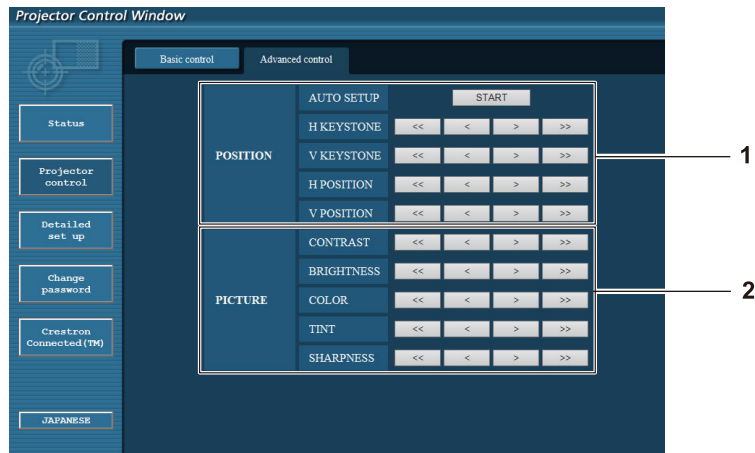 Projector Control Window
Basic control
Advanced control
Status
Projector
control
Detailed
set up
Change
password
Crestron
Connected(TM)
JAPANESE
POSITION
AUTO SETUP START
H KEYSTONE << < > >>
V KEYSTONE << < > >>
H POSITION << < > >>
V POSITION << < > >>
PICTURE
CONTRAST << < > >>
BRIGHTNESS << < > >>
COLOR << < > >>
TINT << < > >>
SHARPNESS << < > >>
1
2